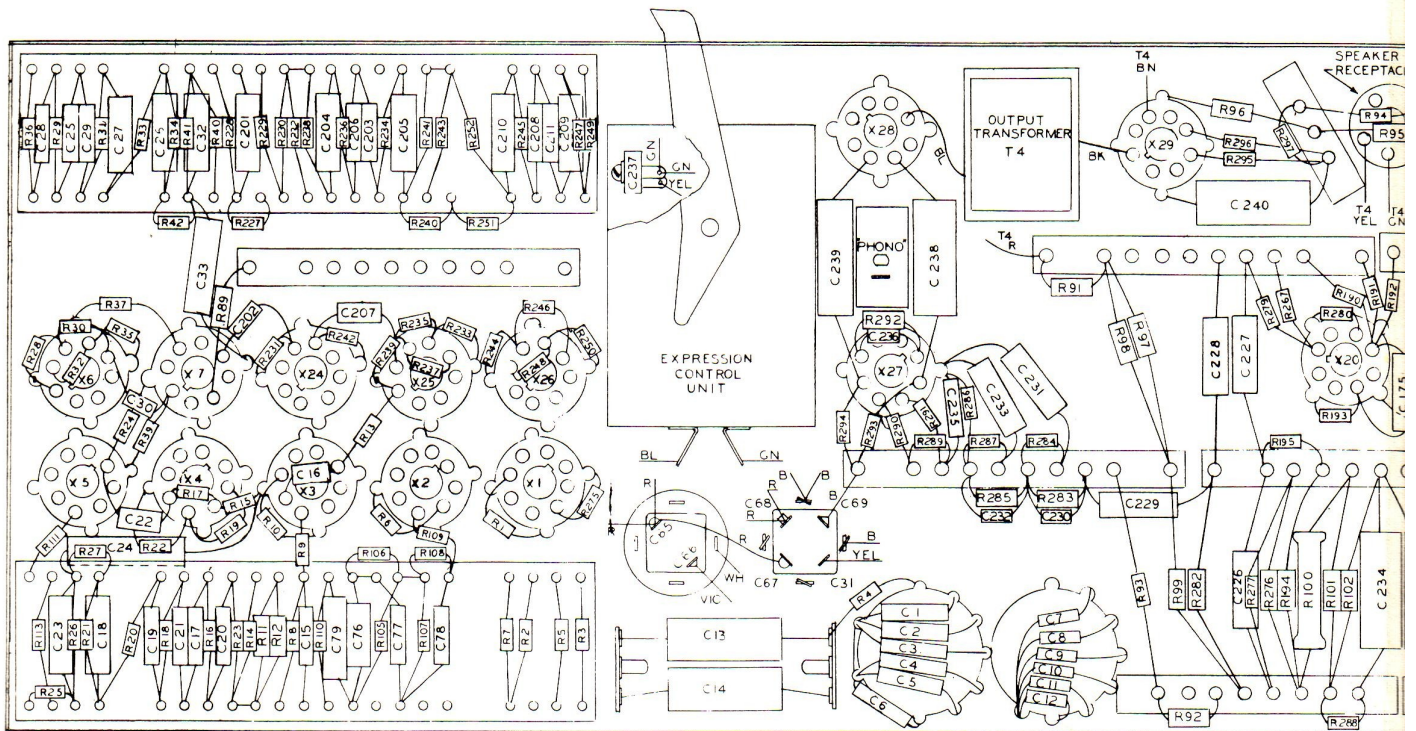 T4
BN
SPEAKER
RECEPTAC
OUTPUT
TRANSFORMER
T4
X28
BL
BK
X29
R96
R296
R295
R297
R94
R95
C240
T4
YEL
T4
GN
R36
C28
R29
C25
C29
R31
C27
R33
C26
R34
R41
C32
R40
R228
C201
R229
R230
R232
R238
C204
R236
C206
C203
R234
C205
R241
R243
R252
C210
R245
C208
C211
C209
R247
R249
C237
GN
GN
YEL
R42
R227
R240
R251
C33
R89
C239
"PHONO"
C238
T4
R
R91
R98
R97
C228
C227
R279
R267
R190
R191
R192
R280
X20
R193
C175
R37
R30
R35
R28
R32
X6
X7
C202
R231
C207
R242
X24
R235
R233
R239
R237
X25
R246
R244
R248
X26
R250
EXPRESSION
CONTROL
UNIT
R292
C236
X27
R294
R293
R290
R291
R289
C235
R286
C233
R287
C231
R284
C30
R24
R39
R13
X5
X4
R17
R15
C16
X3
X2
X1
R275
C22
R22
R19
R10
R6
R109
R1
R111
C24
R27
R9
R106
R108
BL
GN
R
C65
C66
WH
VIC
C68
R
R
R
B
B
B
C69
B
YEL
C67
C31
R285
C232
R283
C230
C229
R195
R113
C23
R26
R21
C18
R20
C19
R18
C21
C17
R16
C20
R23
R14
R11
R12
R8
C15
R110
C79
C76
R105
C77
R107
C78
R7
R2
R5
R3
R25
C13
C14
R4
C1
C2
C3
C4
C5
C6
C7
C8
C9
C10
C11
C12
R93
R99
R282
C226
R277
R276
R194
R100
R101
R102
C234
R92
R288